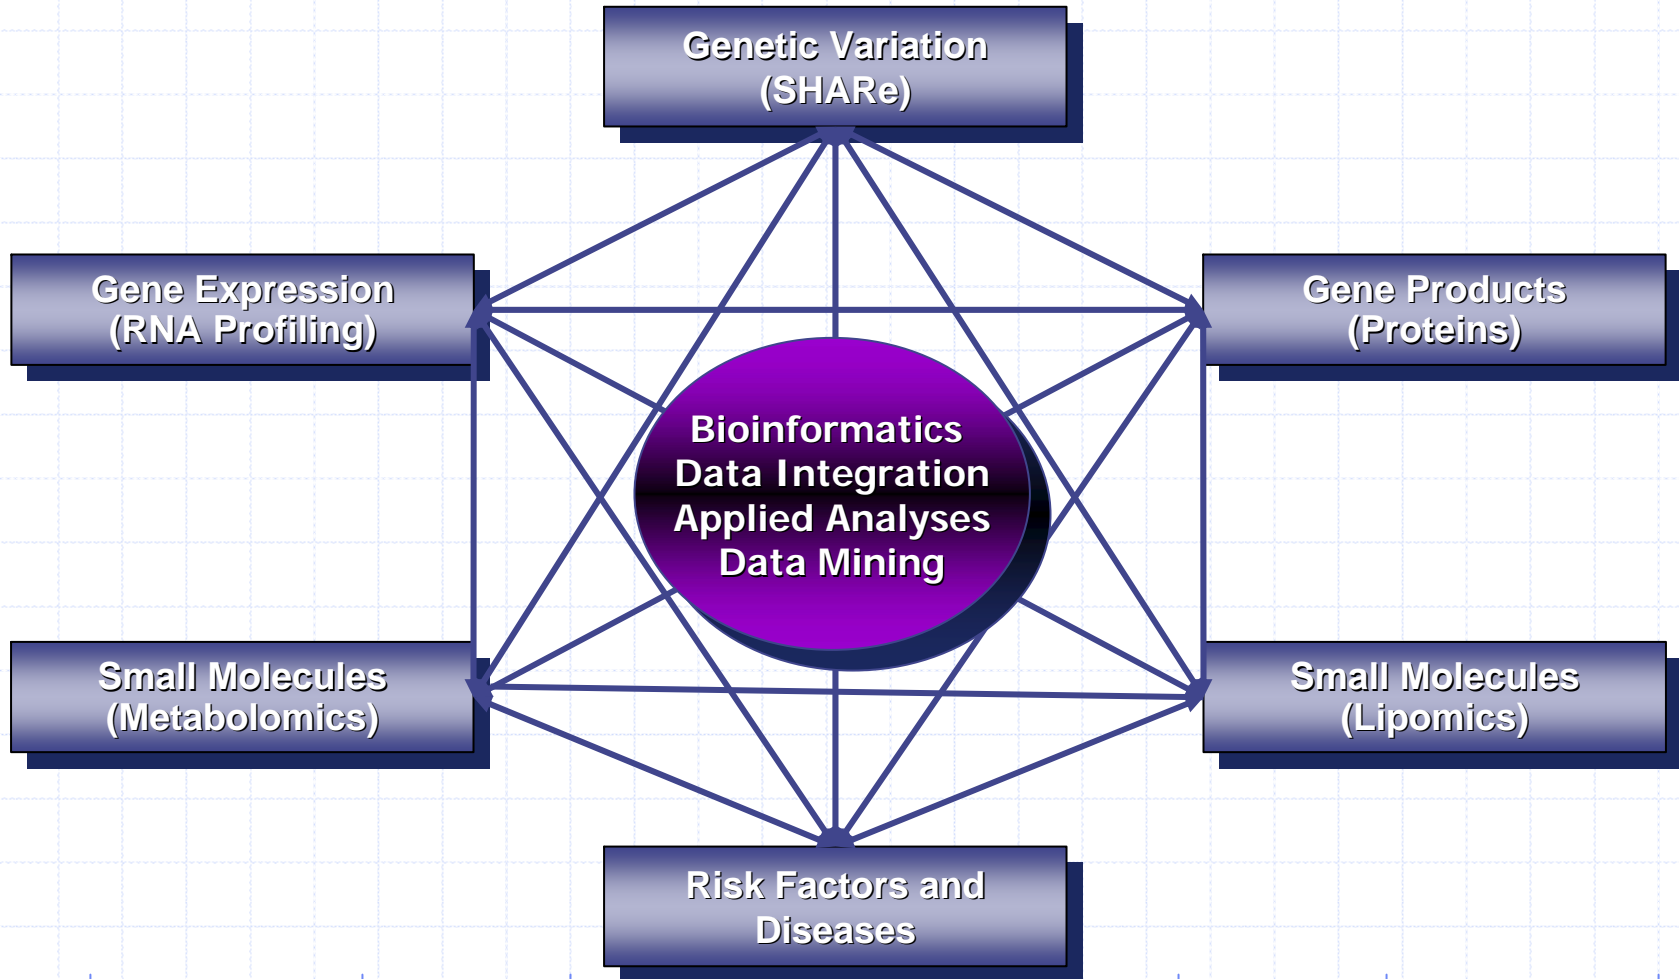 Genetic Variation
(SHARe)
Gene Expression
(RNA Profiling)
Gene Products
(Proteins)
Bioinformatics
Data Integration
Applied Analyses
Data Mining
Small Molecules
(Metabolomics)
Small Molecules
(Lipomics)
Risk Factors and
Diseases